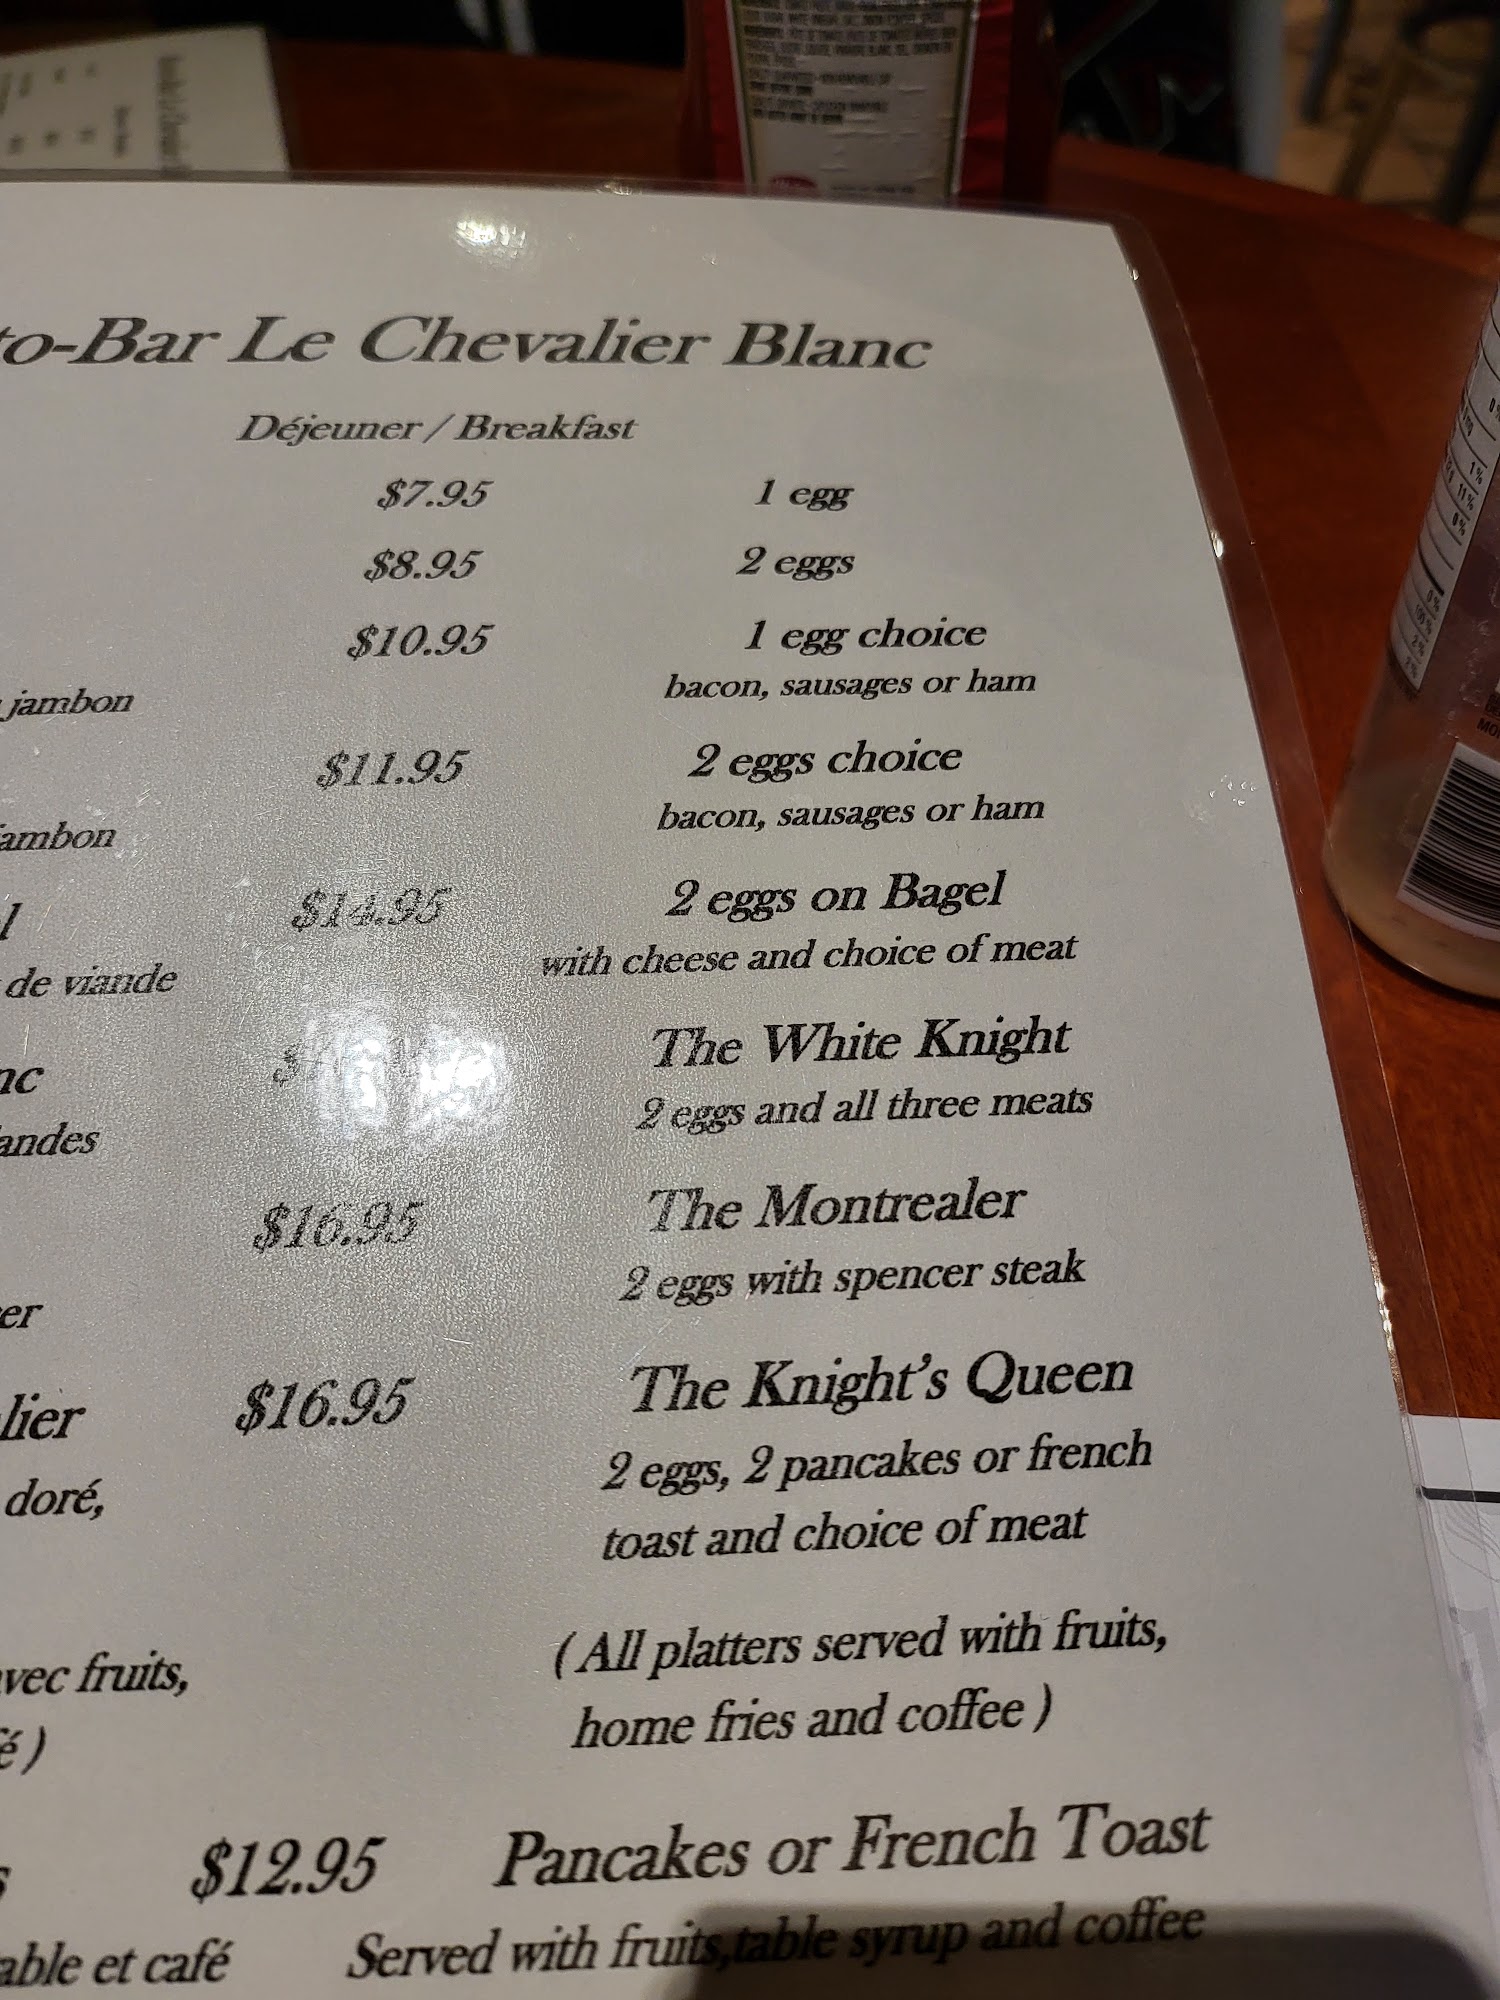 to-Bar Le Chevalier Blanc
Déjeuner / Breakfast
$7.95 1 egg
$8.95 2 eggs
$10.95 1 egg choice
jambon bacon, sausages or ham
$11.95 2 eggs choice
jambon bacon, sausages or ham
l $14.95 2 eggs on Bagel
de viande with cheese and choice of meat
nc The White Knight
andes 2 eggs and all three meats
$16.95 The Montrealer
er 2 eggs with spencer steak
lier $16.95 The Knight's Queen
doré, 2 eggs, 2 pancakes or french
toast and choice of meat
avec fruits, ( All platters served with fruits,
é ) home fries and coffee )
s $12.95 Pancakes or French Toast
able et café Served with fruits,table syrup and coffee